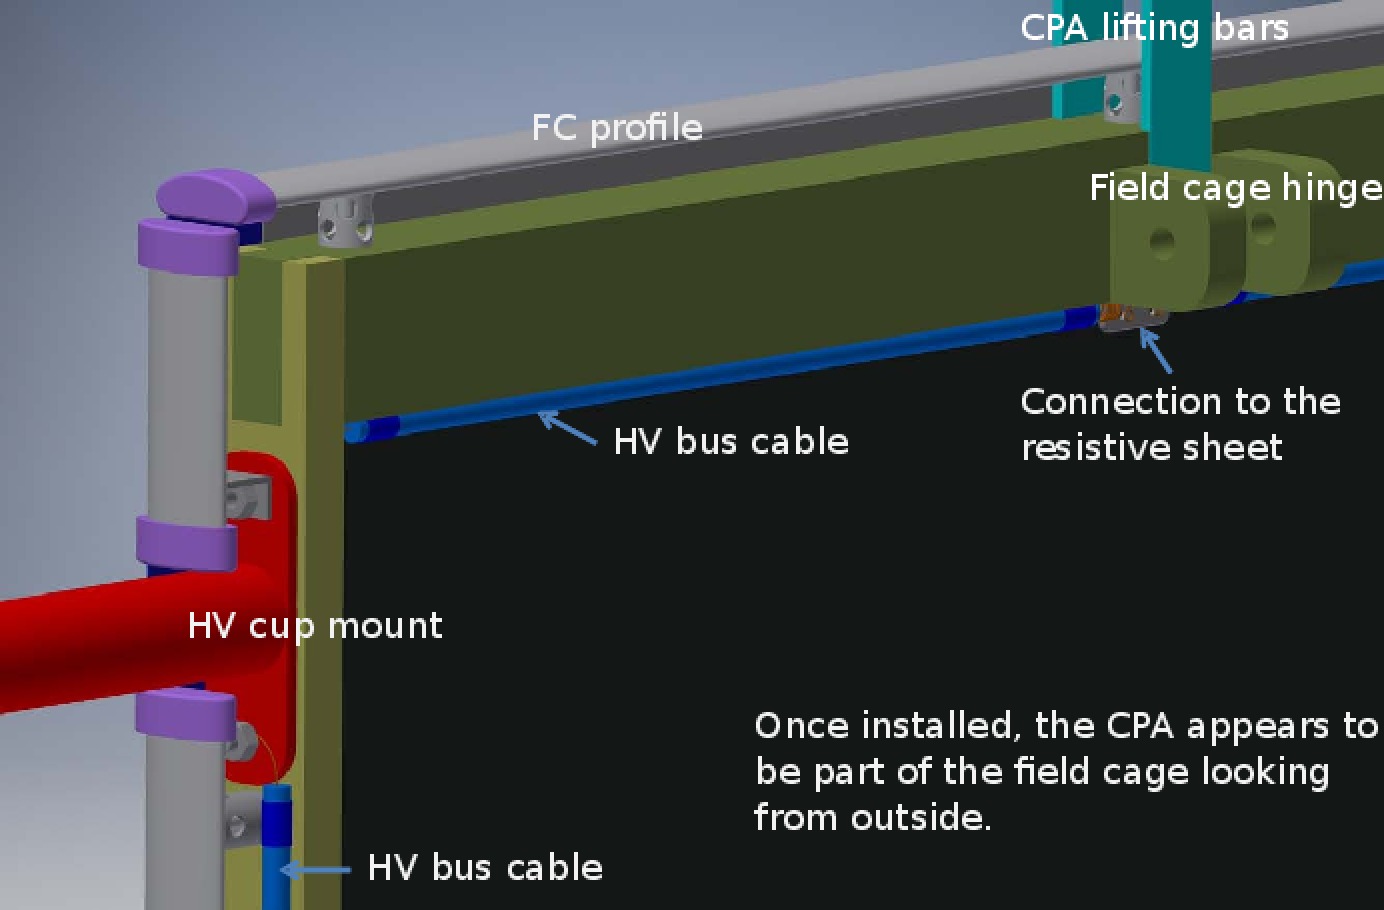 CPA lifting bars
FC profile
Field cage hinge
Connection to the
resistive sheet
HV bus cable
HV cup mount
Once installed, the CPA appears to
be part of the field cage looking
from outside.
HV bus cable